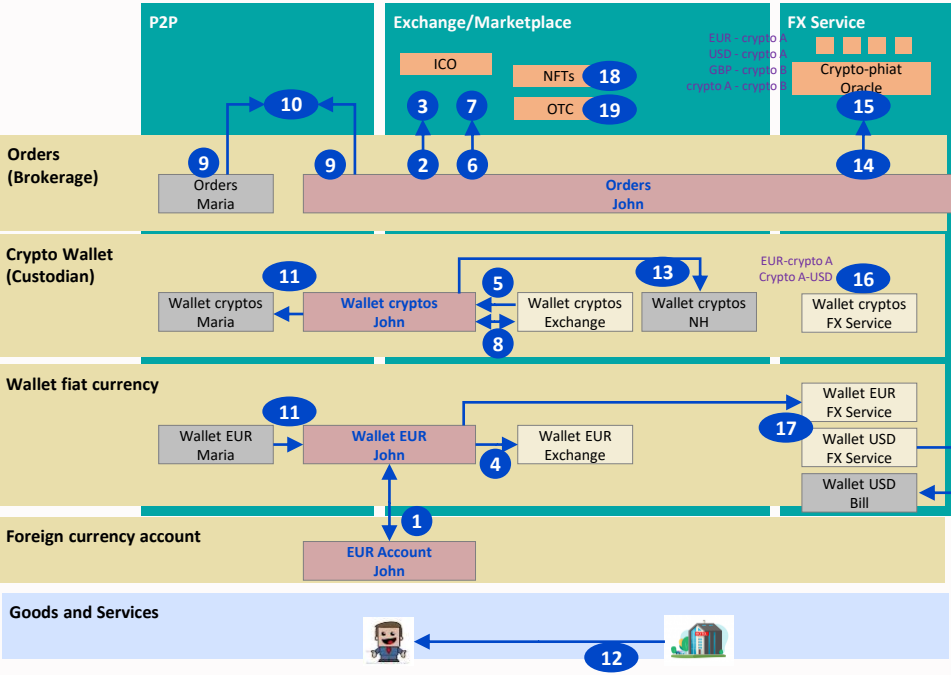 P2P
Exchange/Marketplace
FX Service
EUR - crypto A
USD - crypto A
GBP - crypto B
crypto A - crypto B
ICO
NFTs
18
OTC
19
Crypto-phiat
Oracle
10
3
7
15
Orders
(Brokerage)
9
9
2
6
14
Orders
Maria
Orders
John
Crypto Wallet
(Custodian)
11
5
13
EUR-crypto A
Crypto A-USD
16
Wallet cryptos
Maria
Wallet cryptos
John
Wallet cryptos
Exchange
Wallet cryptos
NH
Wallet cryptos
FX Service
8
Wallet fiat currency
11
Wallet EUR
FX Service
17
Wallet EUR
Maria
Wallet EUR
John
4
Wallet EUR
Exchange
Wallet USD
FX Service
Wallet USD
Bill
1
Foreign currency account
EUR Account
John
Goods and Services
12